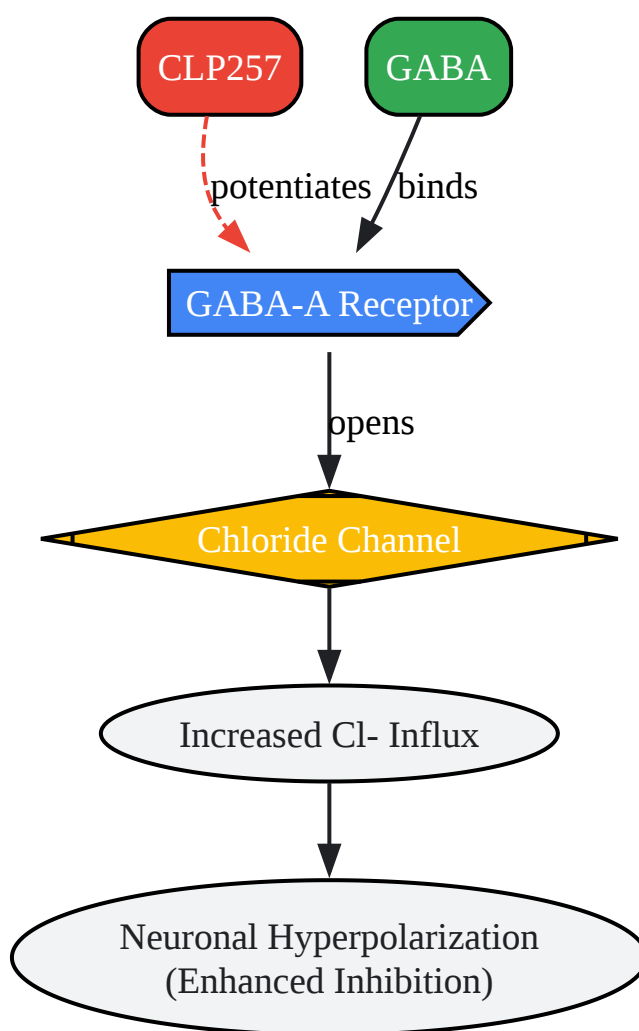 CLP257
GABA
potentiates
binds
GABA-A Receptor
opens
Chloride Channel
Increased Cl- Influx
Neuronal Hyperpolarization
(Enhanced Inhibition)